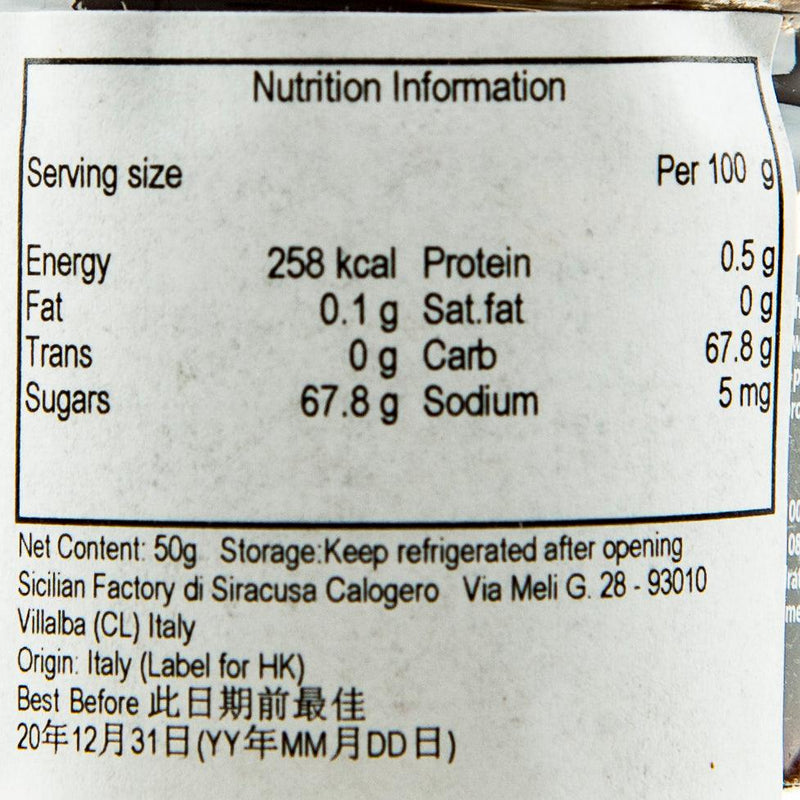 Nutrition Information
Serving size Per 100 g
Energy 258 kcal Protein 0.5 g
Fat 0.1 g Sat.fat 0 g
Trans 0 g Carb 67.8 g
Sugars 67.8 g Sodium 5 mg
Net Content: 50g Storage:Keep refrigerated after opening
Sicilian Factory di Siracusa Calogero Via Meli G. 28 - 93010
Villalba (CL) Italy
Origin: Italy (Label for HK)
Best Before 此日期前最佳
20年12月31日(YY年MM月DD日)